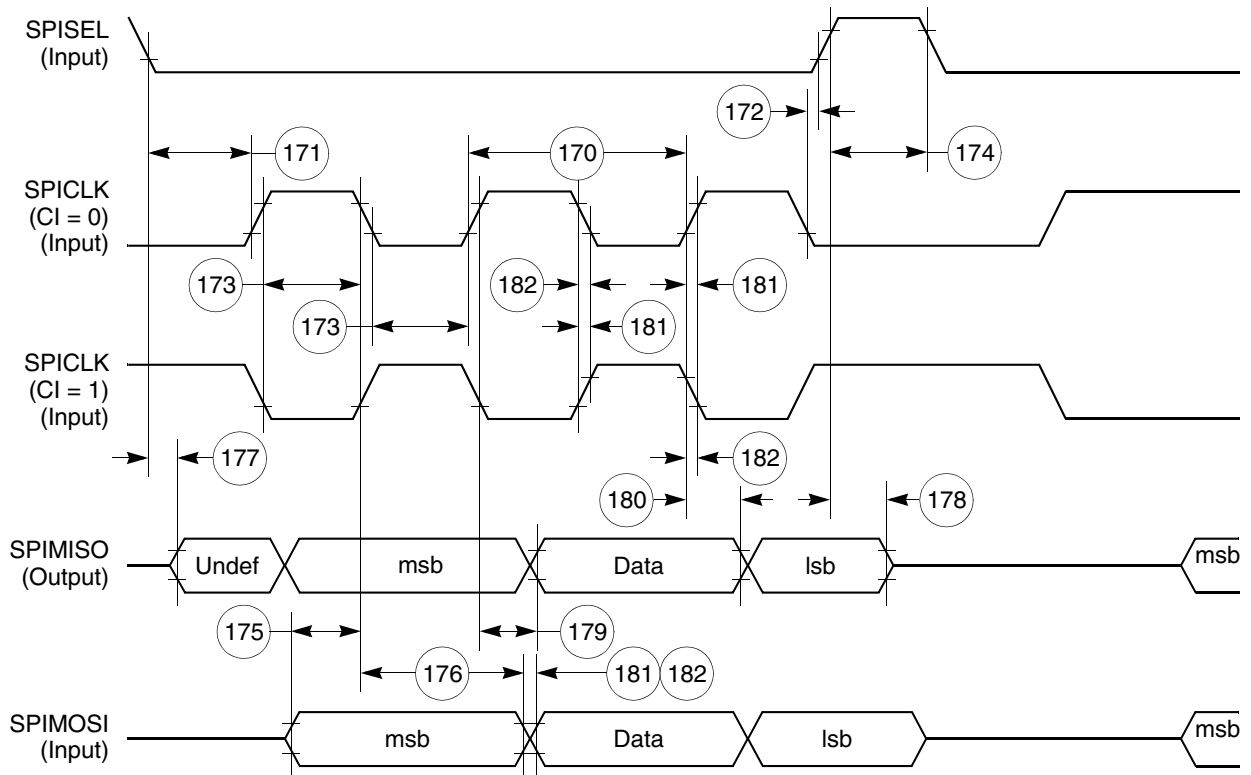 SPISEL
(Input)
172
171
170
174
SPICLK
(CI = 0)
(Input)
173
182
181
173
181
SPICLK
(CI = 1)
(Input)
177
182
180
178
SPIMISO
(Output)
Undef
msb
Data
lsb
msb
175
179
176
181
182
SPIMOSI
(Input)
msb
Data
lsb
msb